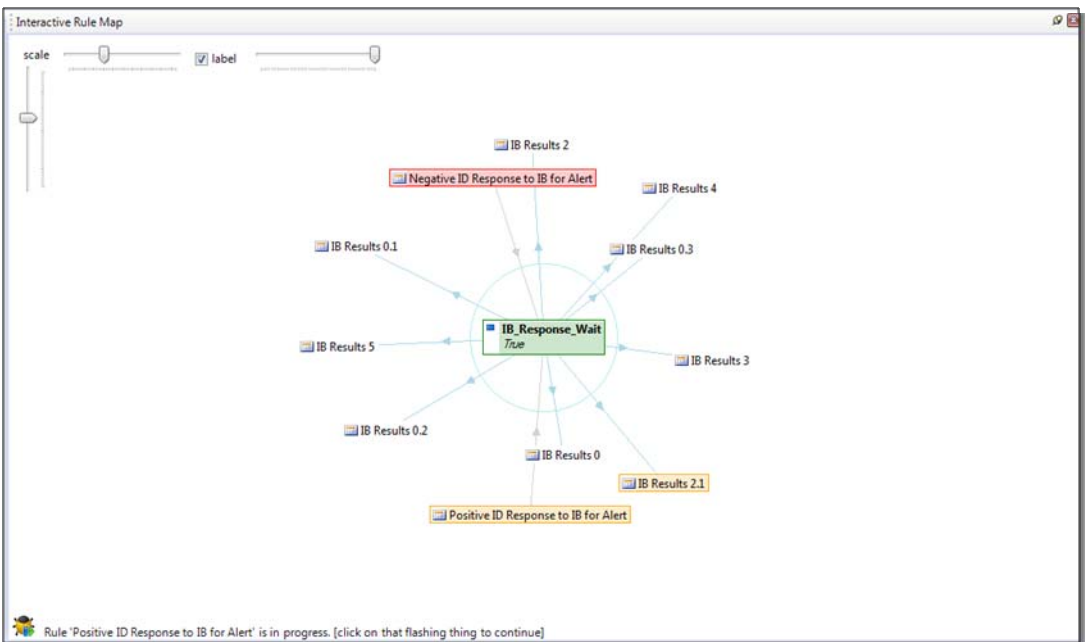 Interactive Rule Map
scale
label
IB Results 2
Negative ID Response to IB for Alert
IB Results 4
IB Results 0.1
IB Results 0.3
IB_Response_Wait
True
IB Results 5
IB Results 3
IB Results 0.2
IB Results 0
IB Results 2.1
Positive ID Response to IB for Alert
Rule 'Positive ID Response to IB for Alert' is in progress. [click on that flashing thing to continue]